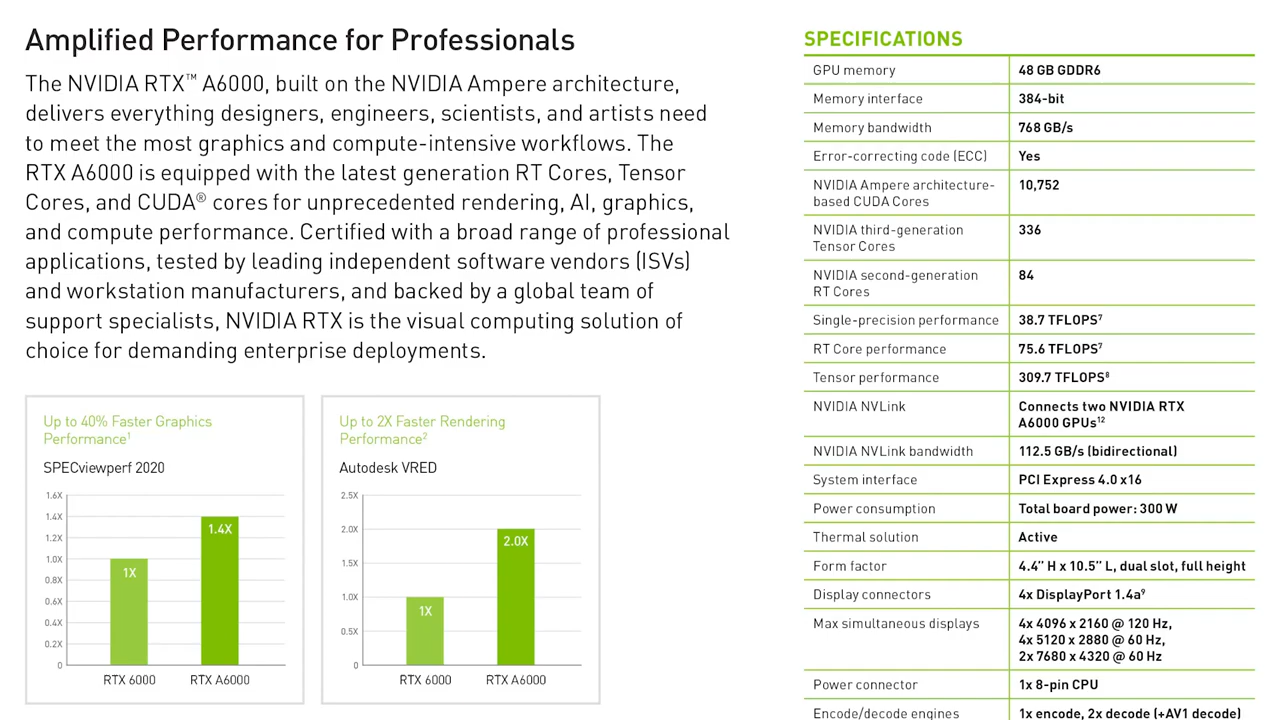 Amplified Performance for Professionals
The NVIDIA RTX™ A6000, built on the NVIDIA Ampere architecture,
delivers everything designers, engineers, scientists, and artists need
to meet the most graphics and compute-intensive workflows. The
RTX A6000 is equipped with the latest generation RT Cores, Tensor
Cores, and CUDA® cores for unprecedented rendering, AI, graphics,
and compute performance. Certified with a broad range of professional
applications, tested by leading independent software vendors (ISVs)
and workstation manufacturers, and backed by a global team of
support specialists, NVIDIA RTX is the visual computing solution of
choice for demanding enterprise deployments.
Up to 40% Faster Graphics
Performance¹
SPECviewperf 2020
1.6X
1.4X
1.2X
1.0X
0.8X
0.6X
0.4X
0.2X
0
1X
1.4X
RTX 6000 RTX A6000
Up to 2X Faster Rendering
Performance²
Autodesk VRED
2.5X
2.0X
1.5X
1.0X
0.5X
0
1X
2.0X
RTX 6000 RTX A6000
SPECIFICATIONS
GPU memory 48 GB GDDR6
Memory interface 384-bit
Memory bandwidth 768 GB/s
Error-correcting code (ECC) Yes
NVIDIA Ampere architecture- 10,752
based CUDA Cores
NVIDIA third-generation 336
Tensor Cores
NVIDIA second-generation 84
RT Cores
Single-precision performance 38.7 TFLOPS⁷
RT Core performance 75.6 TFLOPS⁷
Tensor performance 309.7 TFLOPS⁸
NVIDIA NVLink Connects two NVIDIA RTX
A6000 GPUs¹²
NVIDIA NVLink bandwidth 112.5 GB/s (bidirectional)
System interface PCI Express 4.0 x16
Power consumption Total board power: 300 W
Thermal solution Active
Form factor 4.4” H x 10.5” L, dual slot, full height
Display connectors 4x DisplayPort 1.4a⁹
Max simultaneous displays 4x 4096 x 2160 @ 120 Hz,
4x 5120 x 2880 @ 60 Hz,
2x 7680 x 4320 @ 60 Hz
Power connector 1x 8-pin CPU
Encode/decode engines 1x encode, 2x decode (+AV1 decode)